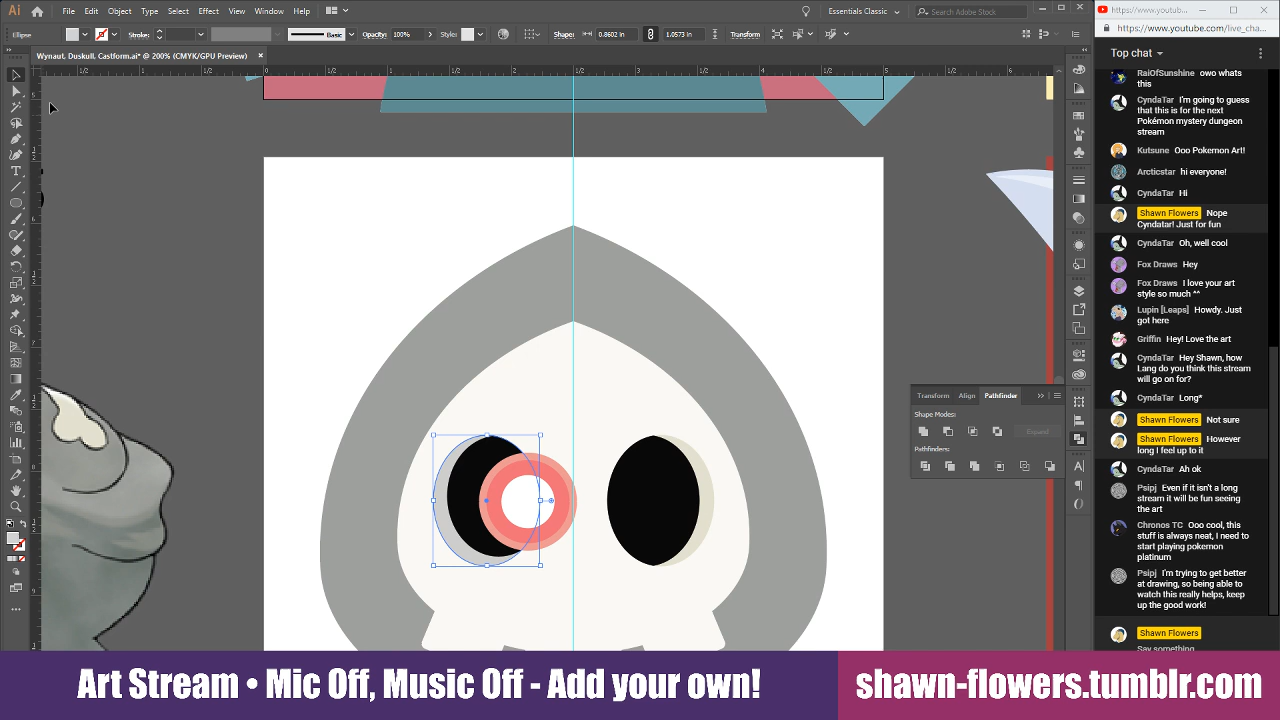 Ai
File Edit Object Type Select Effect View Window Help
Essentials Classic
Search Adobe Stock
https://www.youtub...
Ellipse
Stroke:
Basic
Opacity: 100%
Style:
Shape: 0.8602 in
1.0573 in
Transform
https://www.youtube.com/live_cha...
Wynaut, Duskull, Castform.ai* @ 200% (CMYK/GPU Preview)
Top chat
RaiOfSunshine owo whats
this
CyndaTar I'm going to guess
that this is for the next
Pokémon mystery dungeon
stream
Kutsune Ooo Pokemon Art!
Arcticstar hi everyone!
CyndaTar Hi
Shawn Flowers Nope
Cyndatar! Just for fun
CyndaTar Oh, well cool
Fox Draws Hey
Fox Draws I love your art
style so much ^^
Lupin [Leaps] Howdy. Just
got here
Griffin Hey! Love the art
CyndaTar Hey Shawn, how
Lang do you think this stream
will go on for?
CyndaTar Long*
Shawn Flowers Not sure
Shawn Flowers However
long I feel up to it
CyndaTar Ah ok
Psipj Even if it isn't a long
stream it will be fun seeing
the art
Chronos TC Ooo cool, this
stuff is always neat, I need to
start playing pokemon
platinum
Psipj I'm trying to get better
at drawing, so being able to
watch this really helps, keep
up the good work!
Shawn Flowers
Say something...
Transform Align Pathfinder
Shape Modes:
Expand
Pathfinders:
Art Stream • Mic Off, Music Off - Add your own!
shawn-flowers.tumblr.com